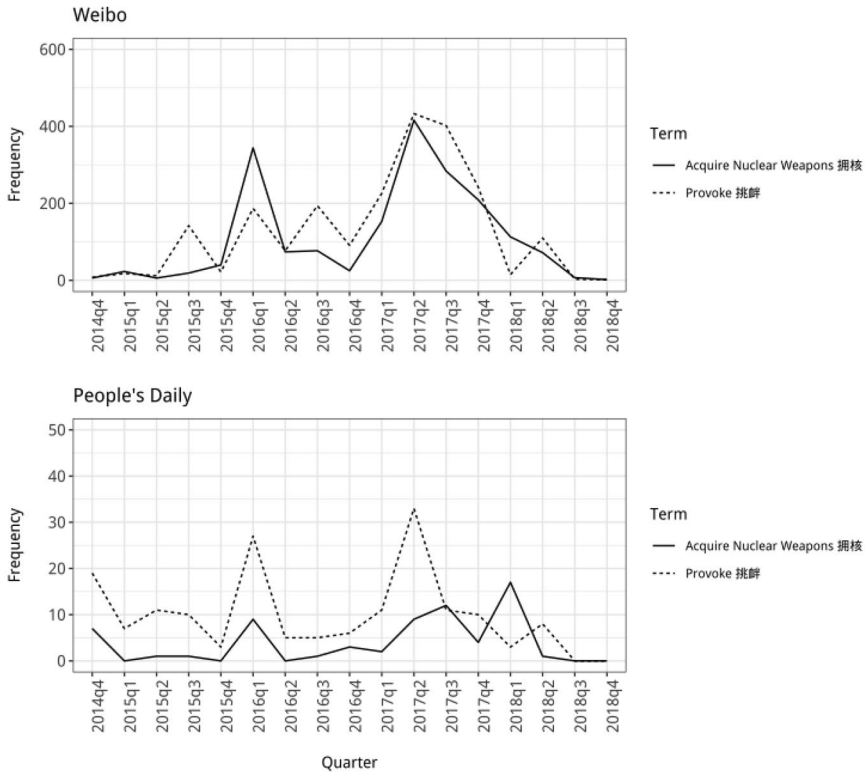 Weibo
600
400
200
0
Frequency
2014q4
2015q1
2015q2
2015q3
2015q4
2016q1
2016q2
2016q3
2016q4
2017q1
2017q2
2017q3
2017q4
2018q1
2018q2
2018q3
2018q4
Term
Acquire Nuclear Weapons 拥核
Provoke 挑衅
People's Daily
50
40
30
20
10
0
Frequency
2014q4
2015q1
2015q2
2015q3
2015q4
2016q1
2016q2
2016q3
2016q4
2017q1
2017q2
2017q3
2017q4
2018q1
2018q2
2018q3
2018q4
Quarter
Term
Acquire Nuclear Weapons 拥核
Provoke 挑衅